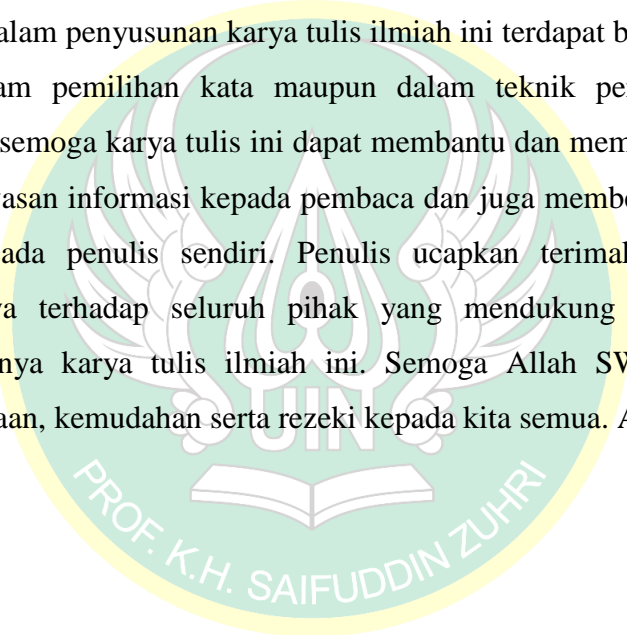 alam penyusunan karya tulis ilmiah ini terdapat b
am pemilihan kata maupun dalam teknik pe
semoga karya tulis ini dapat membantu dan mem
asan informasi kepada pembaca dan juga membe
ada penulis sendiri. Penulis ucapkan terimal
a terhadap seluruh pihak yang mendukung
nya karya tulis ilmiah ini. Semoga Allah SW
aan, kemudahan serta rezeki kepada kita semua. A
UIN
PROF. K.H. SAIFUDDIN ZUHRI